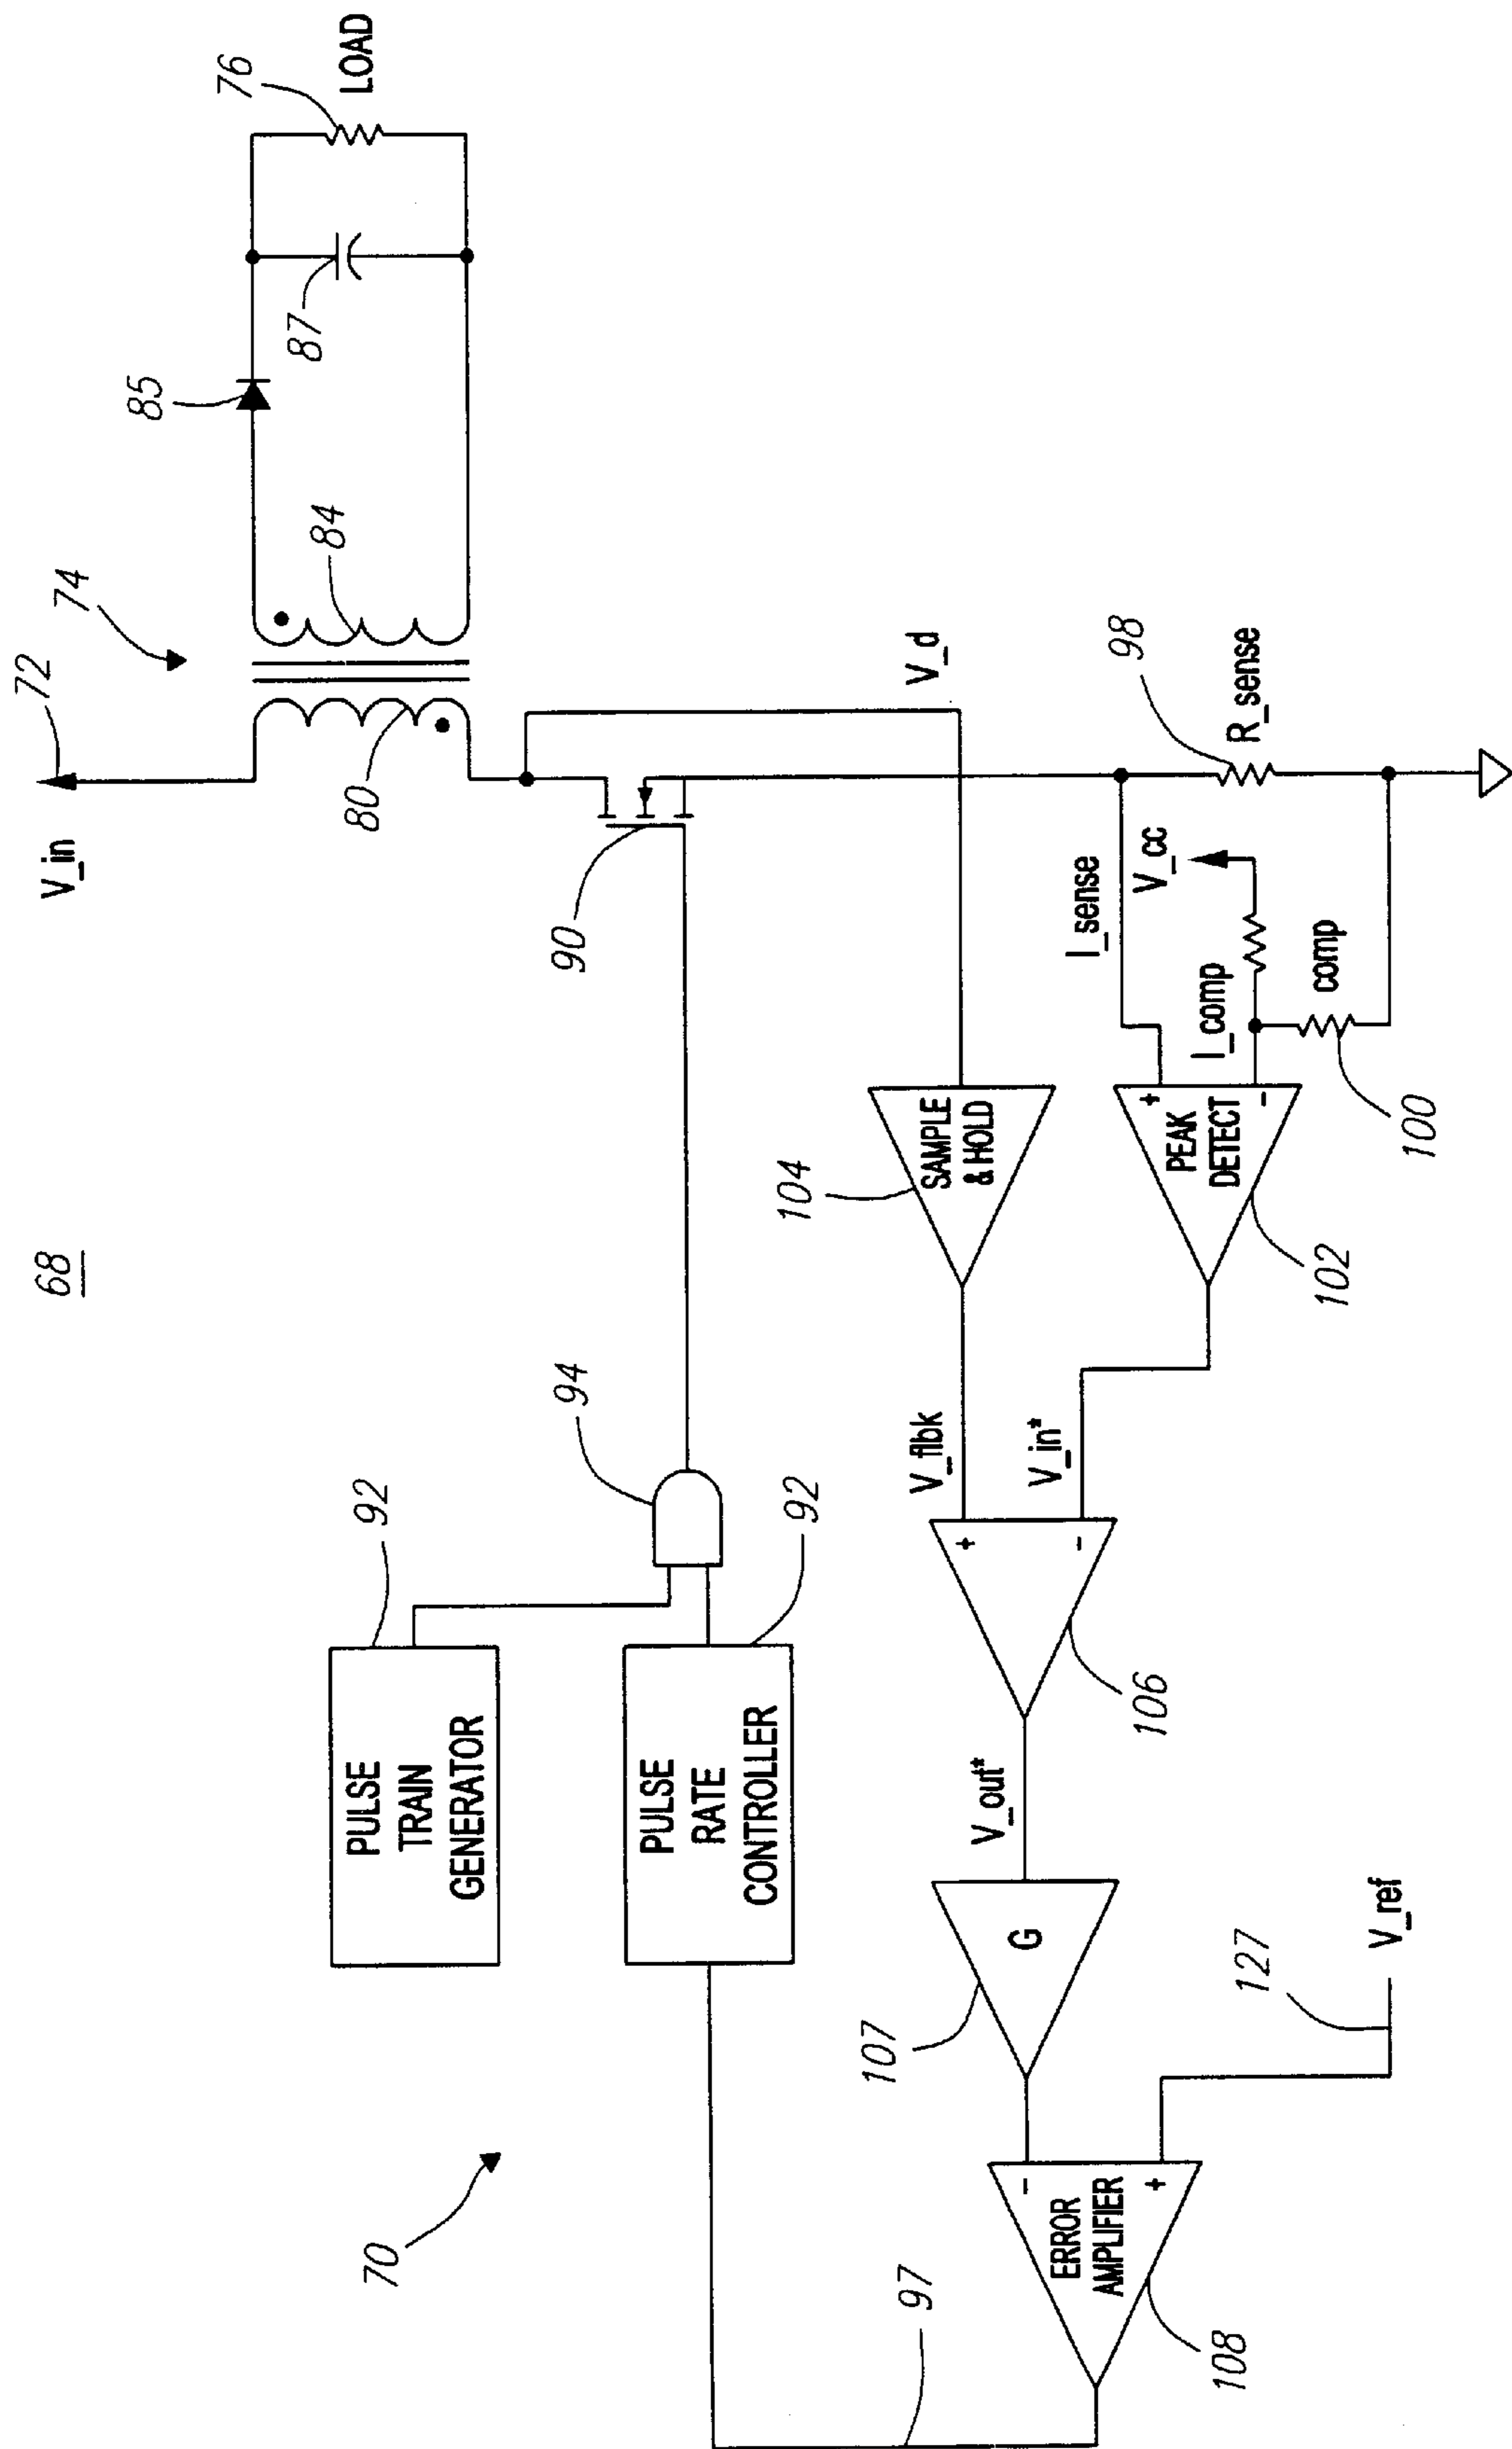 68
70
PULSE
TRAIN
GENERATOR
92
PULSE
RATE
CONTROLLER
92
94
V_in
72
74
80
84
85
87
76
LOAD
90
V_d
97
ERROR
AMPLIFIER
-
+
108
127
V_ref
G
107
V_out*
106
+
-
V_flbk
V_in*
SAMPLE
& HOLD
104
PEAK
DETECT
+
-
102
100
I_sense
I_comp
V_cc
comp
98
R_sense